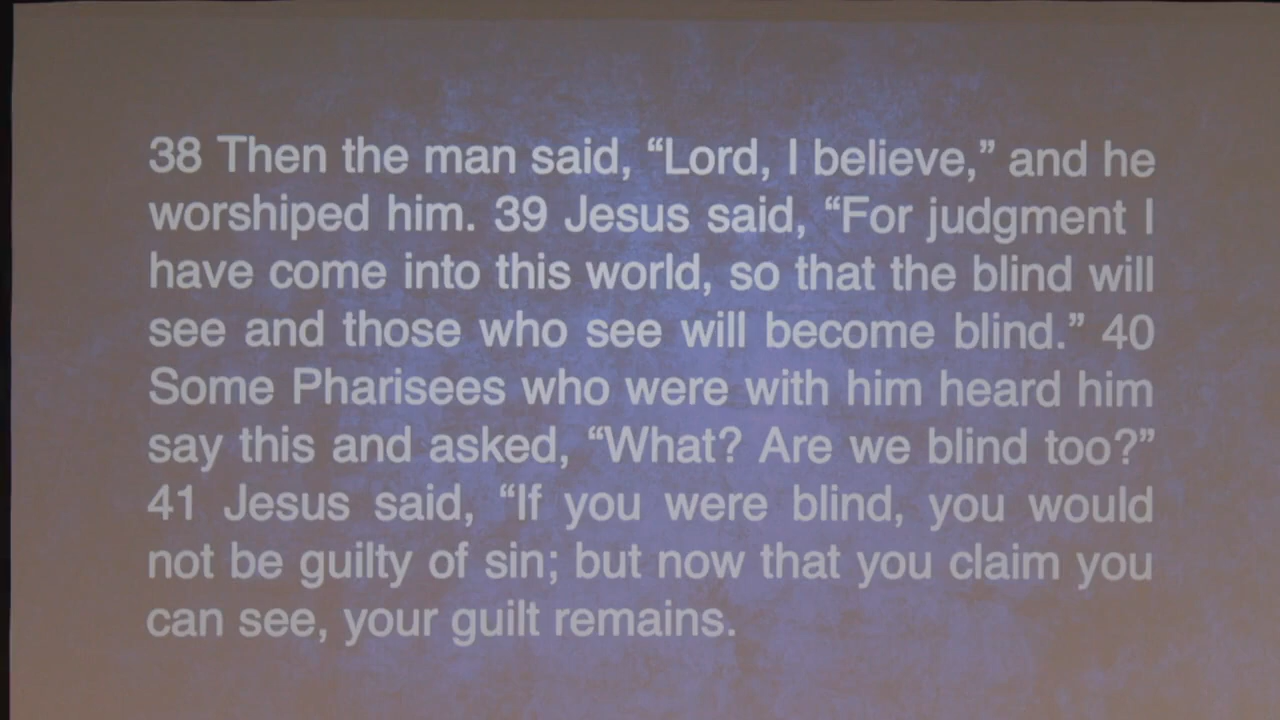 38 Then the man said, “Lord, I believe,” and he
worshiped him. 39 Jesus said, “For judgment I
have come into this world, so that the blind will
see and those who see will become blind.” 40
Some Pharisees who were with him heard him
say this and asked, “What? Are we blind too?”
41 Jesus said, “If you were blind, you would
not be guilty of sin; but now that you claim you
can see, your guilt remains.